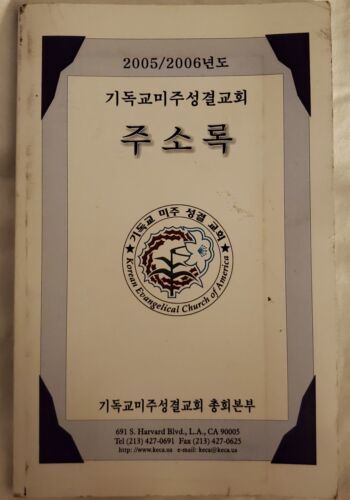 2005/2006년도
기독교미주성결교회
주소록
★ 기독교 미주 성결 교회 ★
Korean Evangelical Church of America
기독교미주성결교회 총회본부
691 S. Harvard Blvd., L.A., CA 90005
Tel (213) 427-0691 Fax (213) 427-0625
http://www.keca.us e-mail: keca@keca.us